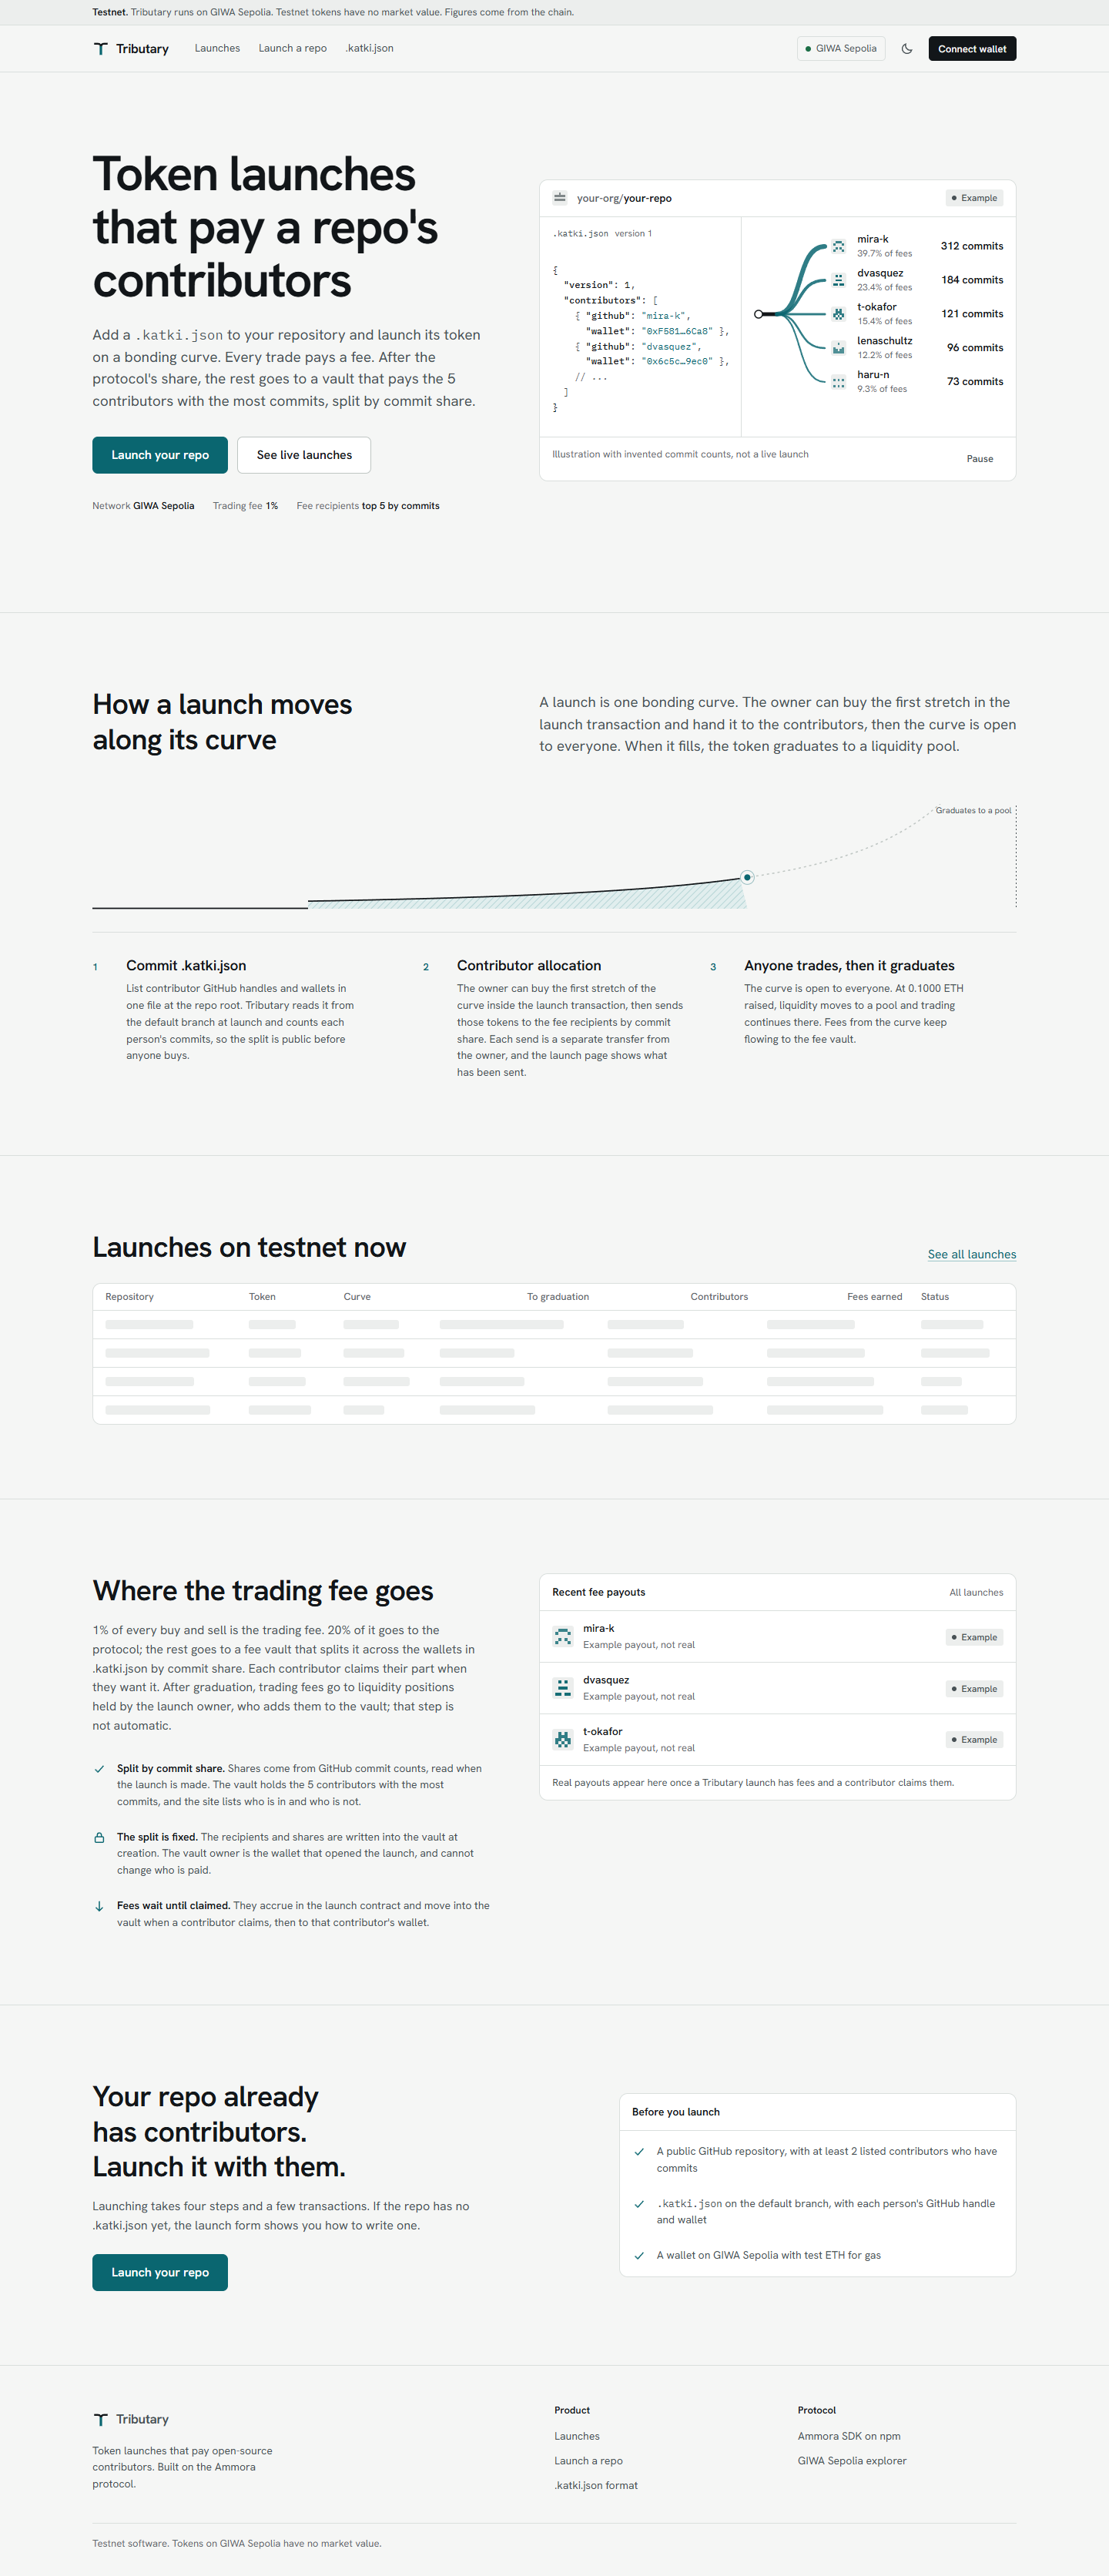 Testnet. Tributary runs on GIWA Sepolia. Testnet tokens have no market value. Figures come from the chain.
Tributary
Launches
Launch a repo
.katki.json
GIWA Sepolia
Connect wallet
Token launches
that pay a repo's
contributors
Add a .katki.json to your repository and launch its token
on a bonding curve. Every trade pays a fee. After the
protocol's share, the rest goes to a vault that pays the 5
contributors with the most commits, split by commit share.
Launch your repo
See live launches
Network GIWA Sepolia
Trading fee 1%
Fee recipients top 5 by commits
your-org/your-repo
Example
.katki.json version 1
{
"version": 1,
"contributors": [
{ "github": "mira-k",
"wallet": "0xF581…6Ca8" },
{ "github": "dvasquez",
"wallet": "0x6c5c…9ec0" },
// ...
]
}
mira-k
39.7% of fees
312 commits
dvasquez
23.4% of fees
184 commits
t-okafor
15.4% of fees
121 commits
lenaschultz
12.2% of fees
96 commits
haru-n
9.3% of fees
73 commits
Illustration with invented commit counts, not a live launch
Pause
How a launch moves
along its curve
A launch is one bonding curve. The owner can buy the first stretch in the
launch transaction and hand it to the contributors, then the curve is open
to everyone. When it fills, the token graduates to a liquidity pool.
Graduates to a pool
1
Commit .katki.json
List contributor GitHub handles and wallets in
one file at the repo root. Tributary reads it from
the default branch at launch and counts each
person's commits, so the split is public before
anyone buys.
2
Contributor allocation
The owner can buy the first stretch of the
curve inside the launch transaction, then sends
those tokens to the fee recipients by commit
share. Each send is a separate transfer from
the owner, and the launch page shows what
has been sent.
3
Anyone trades, then it graduates
The curve is open to everyone. At 0.1000 ETH
raised, liquidity moves to a pool and trading
continues there. Fees from the curve keep
flowing to the fee vault.
Launches on testnet now
See all launches
Repository
Token
Curve
To graduation
Contributors
Fees earned
Status
Where the trading fee goes
1% of every buy and sell is the trading fee. 20% of it goes to the
protocol; the rest goes to a fee vault that splits it across the wallets in
.katki.json by commit share. Each contributor claims their part when
they want it. After graduation, trading fees go to liquidity positions
held by the launch owner, who adds them to the vault; that step is
not automatic.
Split by commit share. Shares come from GitHub commit counts, read when
the launch is made. The vault holds the 5 contributors with the most
commits, and the site lists who is in and who is not.
The split is fixed. The recipients and shares are written into the vault at
creation. The vault owner is the wallet that opened the launch, and cannot
change who is paid.
Fees wait until claimed. They accrue in the launch contract and move into the
vault when a contributor claims, then to that contributor's wallet.
Recent fee payouts
All launches
mira-k
Example payout, not real
Example
dvasquez
Example payout, not real
Example
t-okafor
Example payout, not real
Example
Real payouts appear here once a Tributary launch has fees and a contributor claims them.
Your repo already
has contributors.
Launch it with them.
Launching takes four steps and a few transactions. If the repo has no
.katki.json yet, the launch form shows you how to write one.
Launch your repo
Before you launch
A public GitHub repository, with at least 2 listed contributors who have
commits
.katki.json on the default branch, with each person's GitHub handle
and wallet
A wallet on GIWA Sepolia with test ETH for gas
Tributary
Token launches that pay open-source
contributors. Built on the Ammora
protocol.
Product
Launches
Launch a repo
.katki.json format
Protocol
Ammora SDK on npm
GIWA Sepolia explorer
Testnet software. Tokens on GIWA Sepolia have no market value.